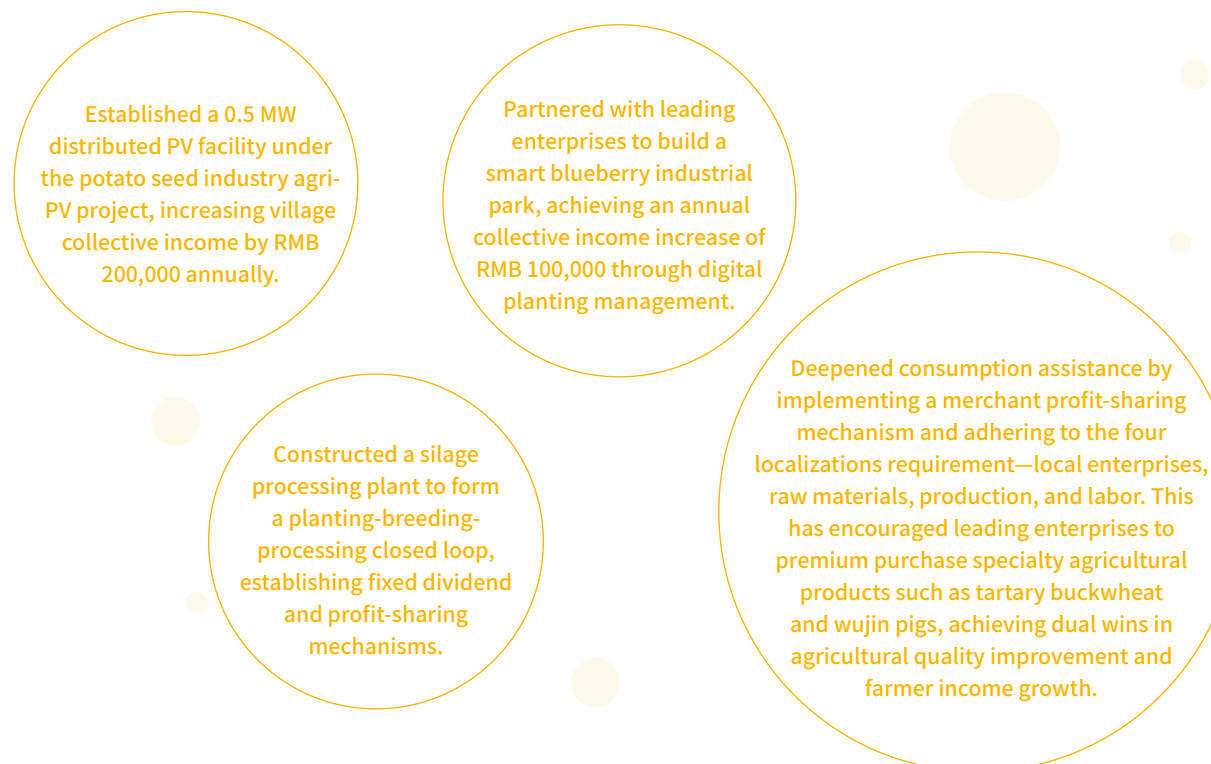 Established a 0.5 MW
distributed PV facility under
the potato seed industry agri-
PV project, increasing village
collective income by RMB
200,000 annually.
Partnered with leading
enterprises to build a
smart blueberry industrial
park, achieving an annual
collective income increase of
RMB 100,000 through digital
planting management.
Constructed a silage
processing plant to form
a planting-breeding-
processing closed loop,
establishing fixed dividend
and profit-sharing
mechanisms.
Deepened consumption assistance by
implementing a merchant profit-sharing
mechanism and adhering to the four
localizations requirement—local enterprises,
raw materials, production, and labor. This
has encouraged leading enterprises to
premium purchase specialty agricultural
products such as tartary buckwheat
and wujin pigs, achieving dual wins in
agricultural quality improvement and
farmer income growth.